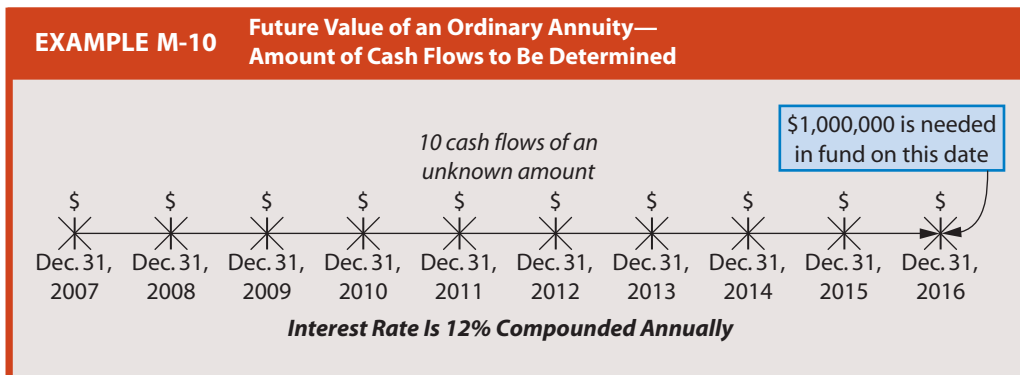 EXAMPLE M-10
Future Value of an Ordinary Annuity—
Amount of Cash Flows to Be Determined
10 cash flows of an
unknown amount
$1,000,000 is needed
in fund on this date
$ $ $ $ $ $ $ $ $ $
Dec. 31, Dec. 31, Dec. 31, Dec. 31, Dec. 31, Dec. 31, Dec. 31, Dec. 31, Dec. 31, Dec. 31,
2007 2008 2009 2010 2011 2012 2013 2014 2015 2016
Interest Rate Is 12% Compounded Annually